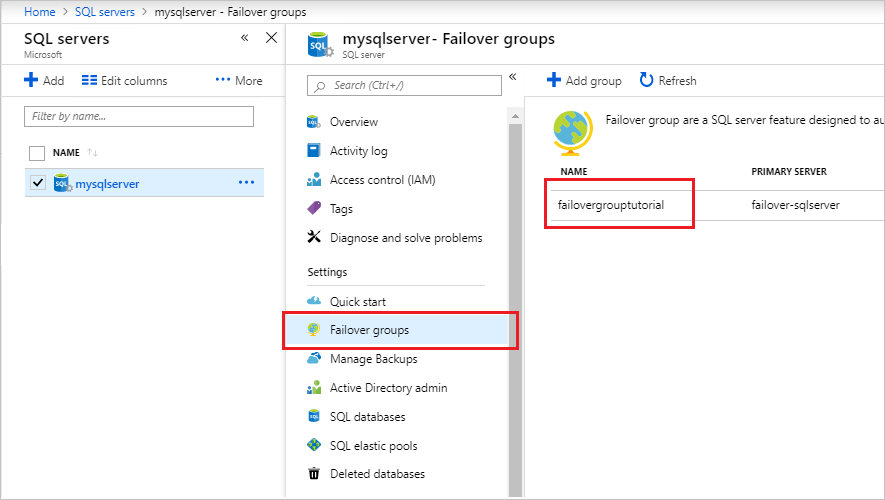 Home > SQL servers > mysqlserver - Failover groups
SQL servers
Microsoft
Add Edit columns More
Filter by name...
NAME
mysqlserver
mysqlserver- Failover groups
SQL server
Search (Ctrl+/)
Overview
Activity log
Access control (IAM)
Tags
Diagnose and solve problems
Settings
Quick start
Failover groups
Manage Backups
Active Directory admin
SQL databases
SQL elastic pools
Deleted databases
Add group Refresh
Failover group are a SQL server feature designed to au
NAME PRIMARY SERVER
failovergrouptutorial failover-sqlserver